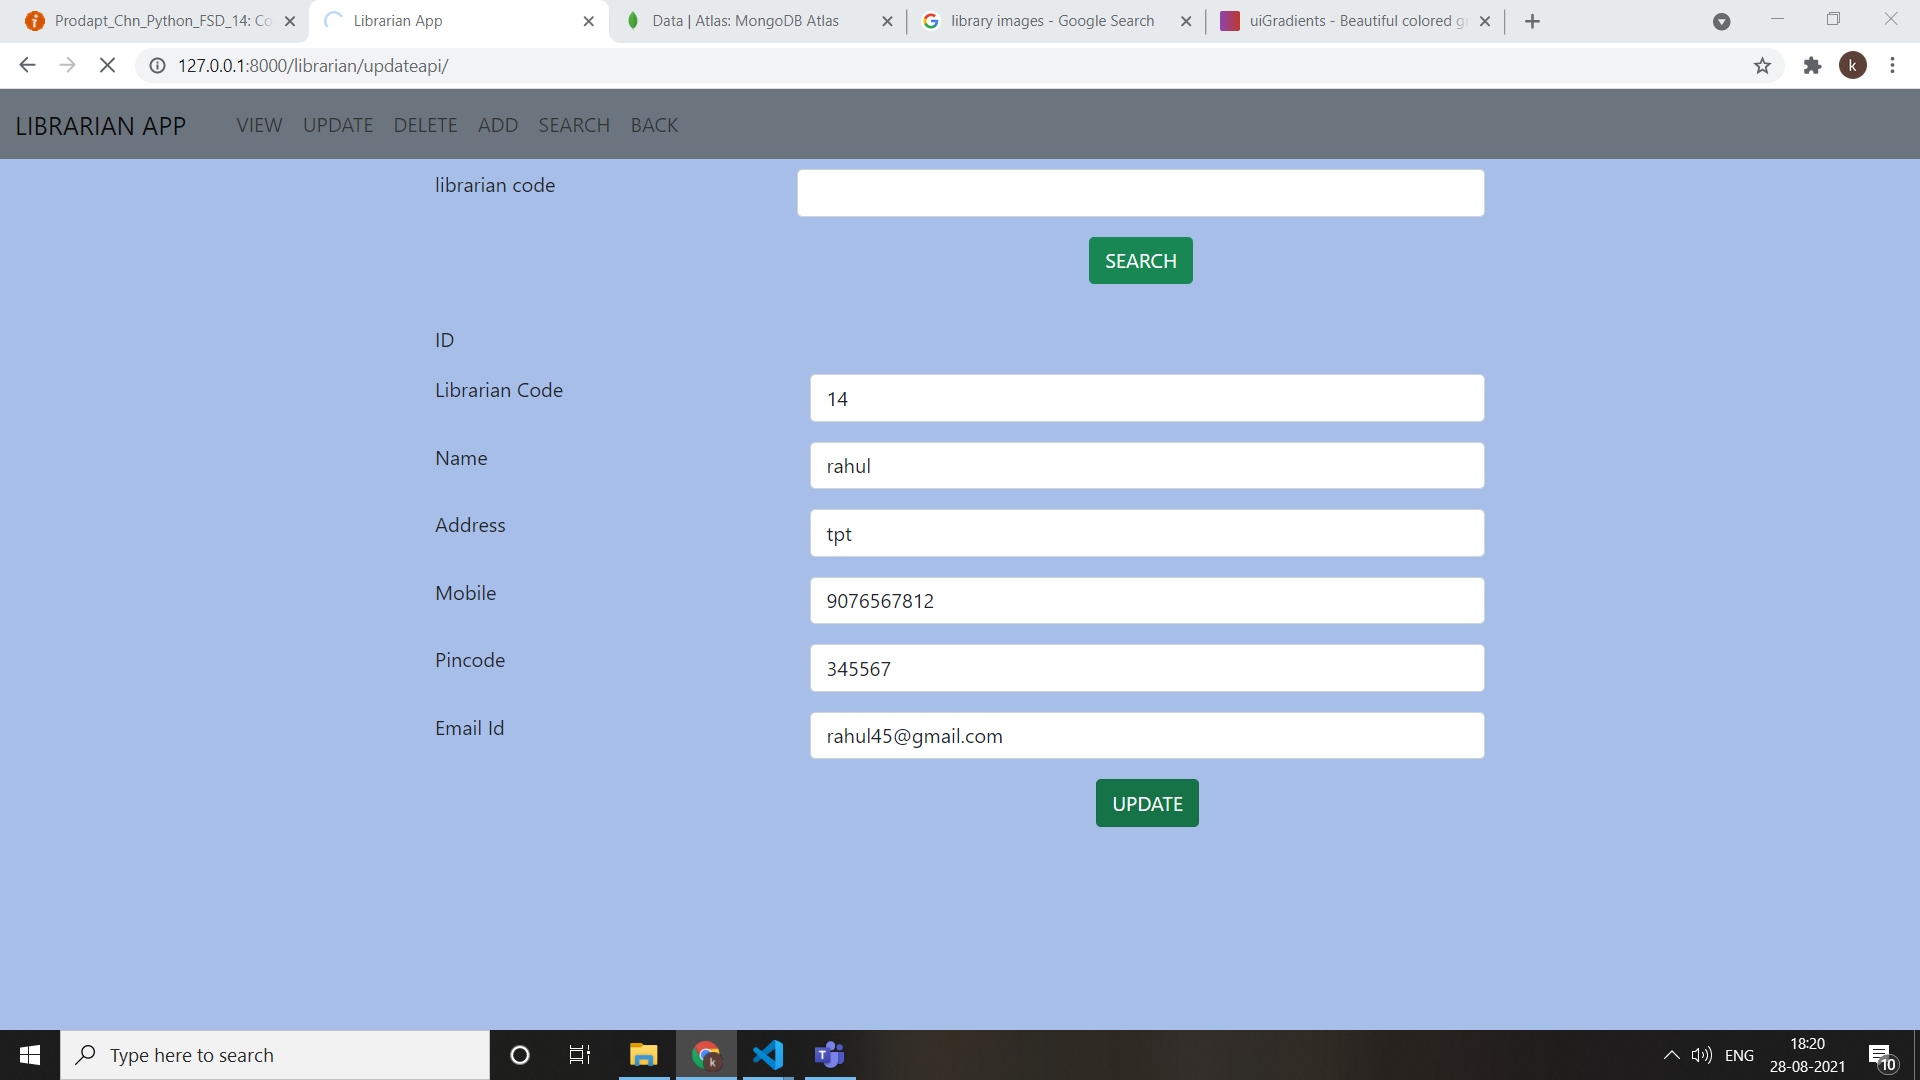 Prodapt_Chn_Python_FSD_14: Co
Librarian App
Data | Atlas: MongoDB Atlas
library images - Google Search
uiGradients - Beautiful colored g
127.0.0.1:8000/librarian/updateapi/
k
LIBRARIAN APP VIEW UPDATE DELETE ADD SEARCH BACK
librarian code
SEARCH
ID
Librarian Code 14
Name rahul
Address tpt
Mobile 9076567812
Pincode 345567
Email Id rahul45@gmail.com
UPDATE
Type here to search
k
T
ENG
18:20
28-08-2021
10